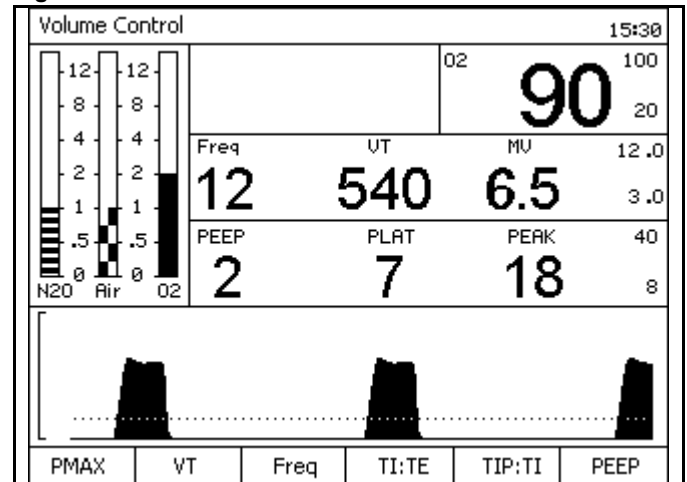 Volume Control 15:30
O2 90 100
20
12 12
8 8
4 4
2 2
1 1
.5 .5
0 0
N2O Air O2
Freq VT MV 12.0
12 540 6.5 3.0
PEEP PLAT PEAK 40
2 7 18 8
PMAX VT Freq TI:TE TIP:TI PEEP